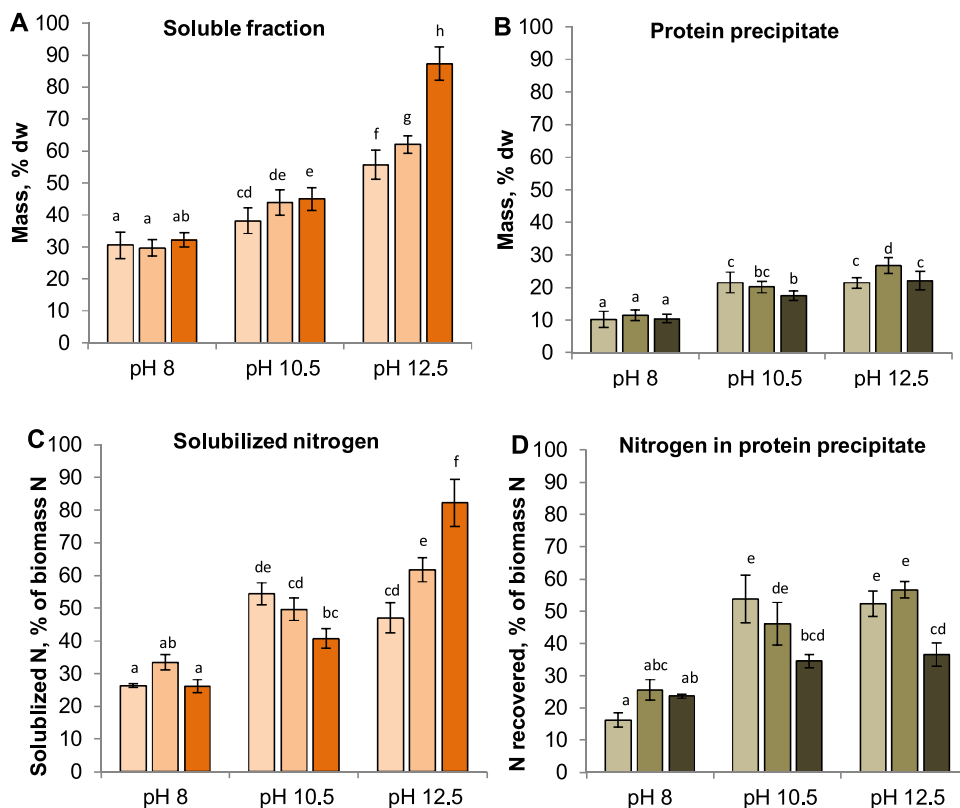 A
Soluble fraction
Mass, % dw
100
90
80
70
60
50
40
30
20
10
0
a
a
ab
cd
de
e
f
g
h
pH 8
pH 10.5
pH 12.5
B
Protein precipitate
Mass, % dw
100
90
80
70
60
50
40
30
20
10
0
a
a
a
c
bc
b
c
d
c
pH 8
pH 10.5
pH 12.5
C
Solubilized nitrogen
Solublized N, % of biomass N
100
90
80
70
60
50
40
30
20
10
0
a
ab
a
de
cd
bc
cd
e
f
pH 8
pH 10.5
pH 12.5
D
Nitrogen in protein precipitate
N recovered, % of biomass N
100
90
80
70
60
50
40
30
20
10
0
a
abc
ab
e
de
bcd
e
e
cd
pH 8
pH 10.5
pH 12.5